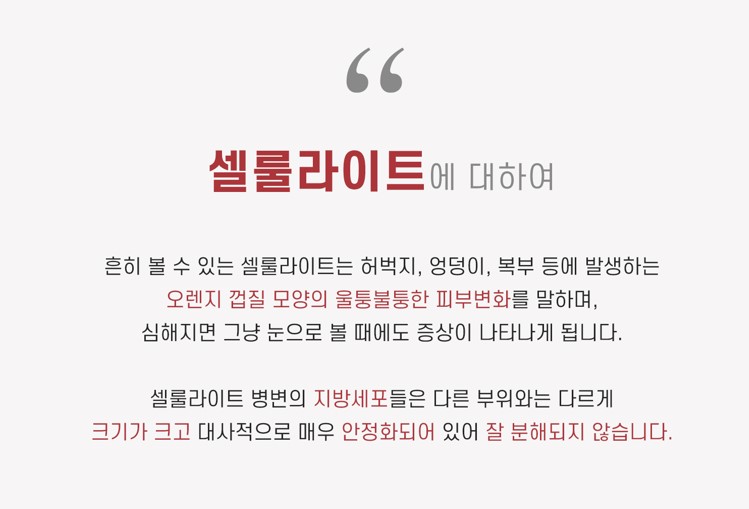 “
셀룰라이트에 대하여
흔히 볼 수 있는 셀룰라이트는 허벅지, 엉덩이, 복부 등에 발생하는
오렌지 껍질 모양의 울퉁불퉁한 피부변화를 말하며,
심해지면 그냥 눈으로 볼 때에도 증상이 나타나게 됩니다.
셀룰라이트 병변의 지방세포들은 다른 부위와는 다르게
크기가 크고 대사적으로 매우 안정화되어 있어 잘 분해되지 않습니다.